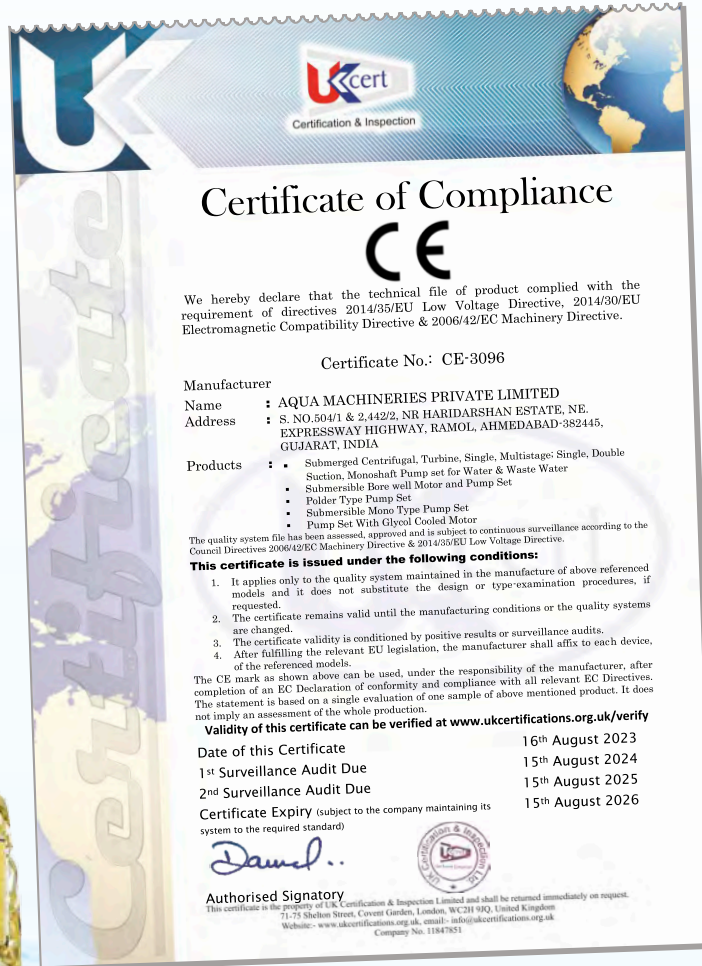 UK
UK cert
Certification & Inspection
Certificate
Certificate of Compliance
CE
We hereby declare that the technical file of product complied with the
requirement of directives 2014/35/EU Low Voltage Directive, 2014/30/EU
Electromagnetic Compatibility Directive & 2006/42/EC Machinery Directive.
Certificate No.: CE-3096
Manufacturer
Name : AQUA MACHINERIES PRIVATE LIMITED
Address : S. NO.504/1 & 2,442/2, NR HARIDARSHAN ESTATE, NE.
EXPRESSWAY HIGHWAY, RAMOL, AHMEDABAD-382445,
GUJARAT, INDIA
Products : ▪ Submerged Centrifugal, Turbine, Single, Multistage; Single, Double
Suction, Monoshaft Pump set for Water & Waste Water
▪ Submersible Bore well Motor and Pump Set
▪ Polder Type Pump Set
▪ Submersible Mono Type Pump Set
▪ Pump Set With Glycol Cooled Motor
The quality system file has been assessed, approved and is subject to continuous surveillance according to the
Council Directives 2006/42/EC Machinery Directive & 2014/35/EU Low Voltage Directive.
This certificate is issued under the following conditions:
1. It applies only to the quality system maintained in the manufacture of above referenced
models and it does not substitute the design or type-examination procedures, if
requested.
2. The certificate remains valid until the manufacturing conditions or the quality systems
are changed.
3. The certificate validity is conditioned by positive results or surveillance audits.
4. After fulfilling the relevant EU legislation, the manufacturer shall affix to each device,
of the referenced models.
The CE mark as shown above can be used, under the responsibility of the manufacturer, after
completion of an EC Declaration of conformity and compliance with all relevant EC Directives.
The statement is based on a single evaluation of one sample of above mentioned product. It does
not imply an assessment of the whole production.
Validity of this certificate can be verified at www.ukcertifications.org.uk/verify
Date of this Certificate 16th August 2023
1st Surveillance Audit Due 15th August 2024
2nd Surveillance Audit Due 15th August 2025
Certificate Expiry (subject to the company maintaining its 15th August 2026
system to the required standard)
UK Certification & Inspection Ltd
Authorised Signatory
This certificate is the property of UK Certification & Inspection Limited and shall be returned immediately on request.
71-75 Shelton Street, Covent Garden, London, WC2H 9JQ, United Kingdom
Website:- www.ukcertifications.org.uk, email:- info@ukcertifications.org.uk
Company No. 11847851